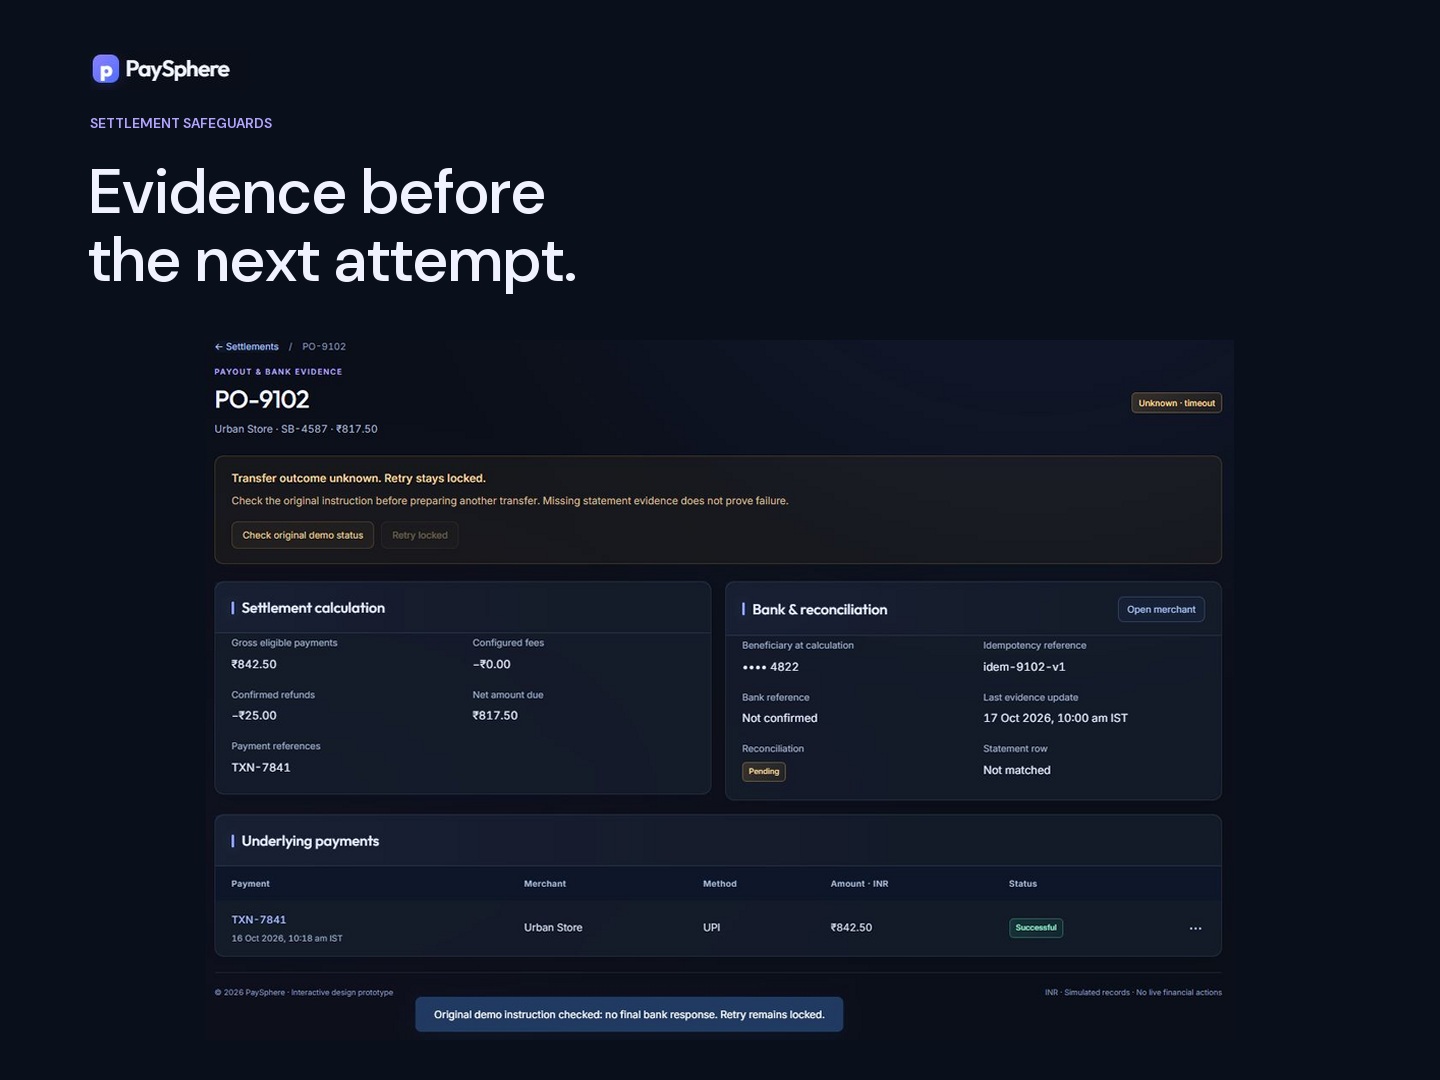 p PaySphere
SETTLEMENT SAFEGUARDS
Evidence before
the next attempt.
← Settlements / PO-9102
PAYOUT & BANK EVIDENCE
PO-9102
Unknown · timeout
Urban Store · SB-4587 · ₹817.50
Transfer outcome unknown. Retry stays locked.
Check the original instruction before preparing another transfer. Missing statement evidence does not prove failure.
Check original demo status Retry locked
Settlement calculation
Gross eligible payments Configured fees
₹842.50 −₹0.00
Confirmed refunds Net amount due
−₹25.00 ₹817.50
Payment references
TXN-7841
Bank & reconciliation Open merchant
Beneficiary at calculation Idempotency reference
•••• 4822 idem-9102-v1
Bank reference Last evidence update
Not confirmed 17 Oct 2026, 10:00 am IST
Reconciliation Statement row
Pending Not matched
Underlying payments
Payment Merchant Method Amount · INR Status
TXN-7841 Urban Store UPI ₹842.50 Successful ···
16 Oct 2026, 10:18 am IST
© 2026 PaySphere · Interactive design prototype INR · Simulated records · No live financial actions
Original demo instruction checked: no final bank response. Retry remains locked.